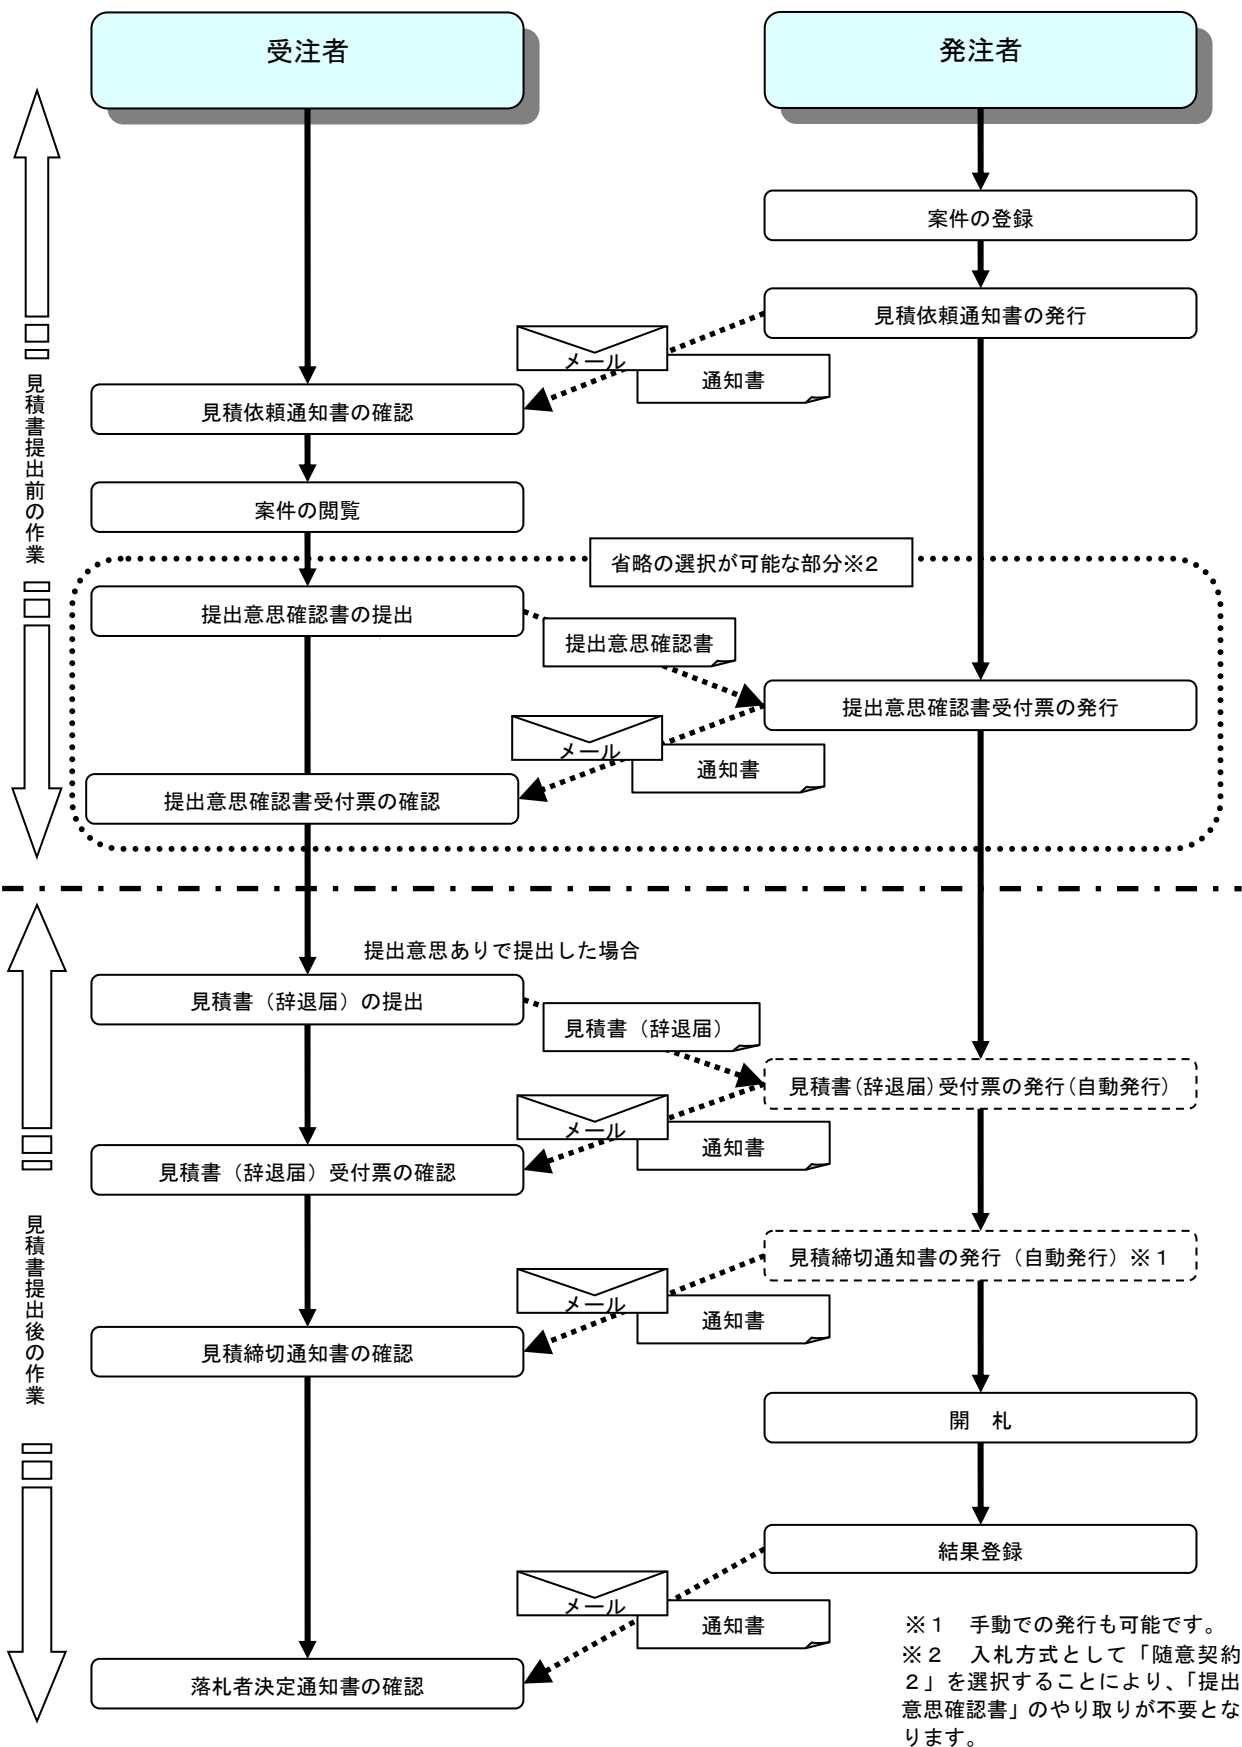 受注者
発注者
案件の登録
見積依頼通知書の発行
メール
通知書
見積依頼通知書の確認
案件の閲覧
見積書提出前の作業
省略の選択が可能な部分※2
提出意思確認書の提出
提出意思確認書
提出意思確認書受付票の発行
メール
通知書
提出意思確認書受付票の確認
提出意思ありで提出した場合
見積書（辞退届）の提出
見積書（辞退届）
見積書(辞退届)受付票の発行(自動発行)
メール
通知書
見積書（辞退届）受付票の確認
見積書提出後の作業
見積締切通知書の発行（自動発行）※１
メール
通知書
見積締切通知書の確認
開　札
結果登録
メール
通知書
落札者決定通知書の確認
※１　手動での発行も可能です。
※２　入札方式として「随意契約
２」を選択することにより、「提出
意思確認書」のやり取りが不要とな
ります。